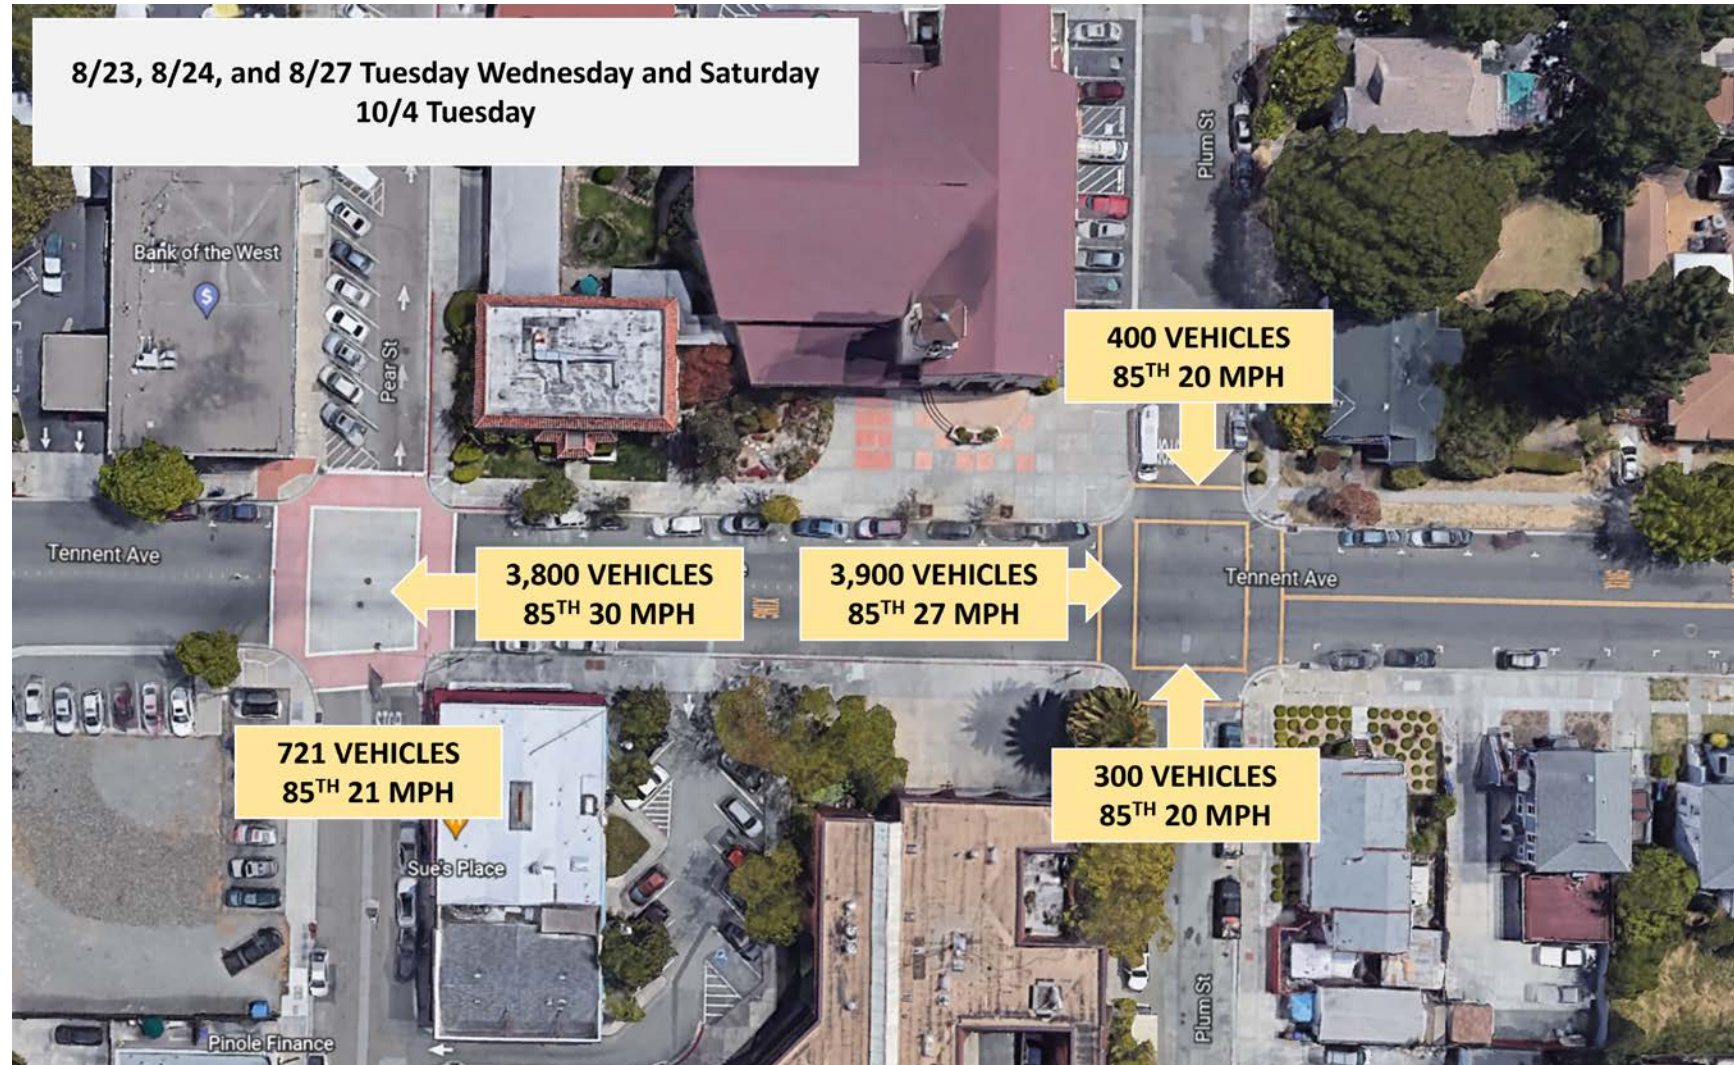 8/23, 8/24, and 8/27 Tuesday Wednesday and Saturday
10/4 Tuesday
Plum St
Bank of the West
$
Pear St
400 VEHICLES
85TH 20 MPH
Tennent Ave
3,800 VEHICLES
85TH 30 MPH
XING
3,900 VEHICLES
85TH 27 MPH
Tennent Ave
STOP
721 VEHICLES
85TH 21 MPH
300 VEHICLES
85TH 20 MPH
Sue's Place
Plum St
Pinole Finance